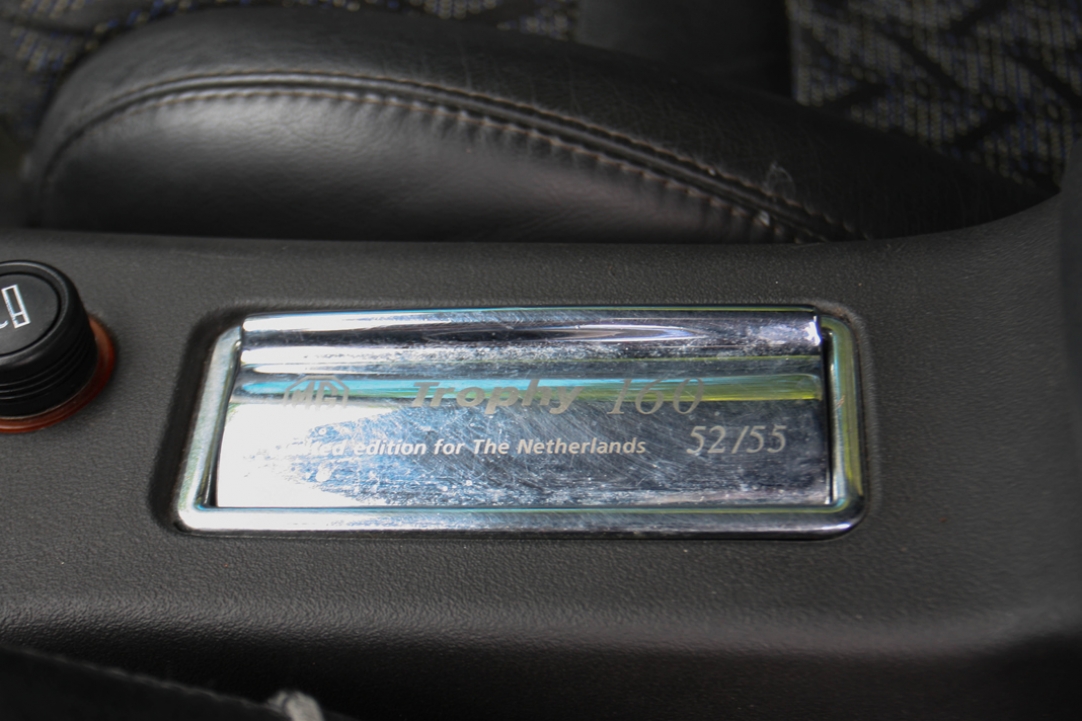 MG Trophy 160
edition for The Netherlands 52/55